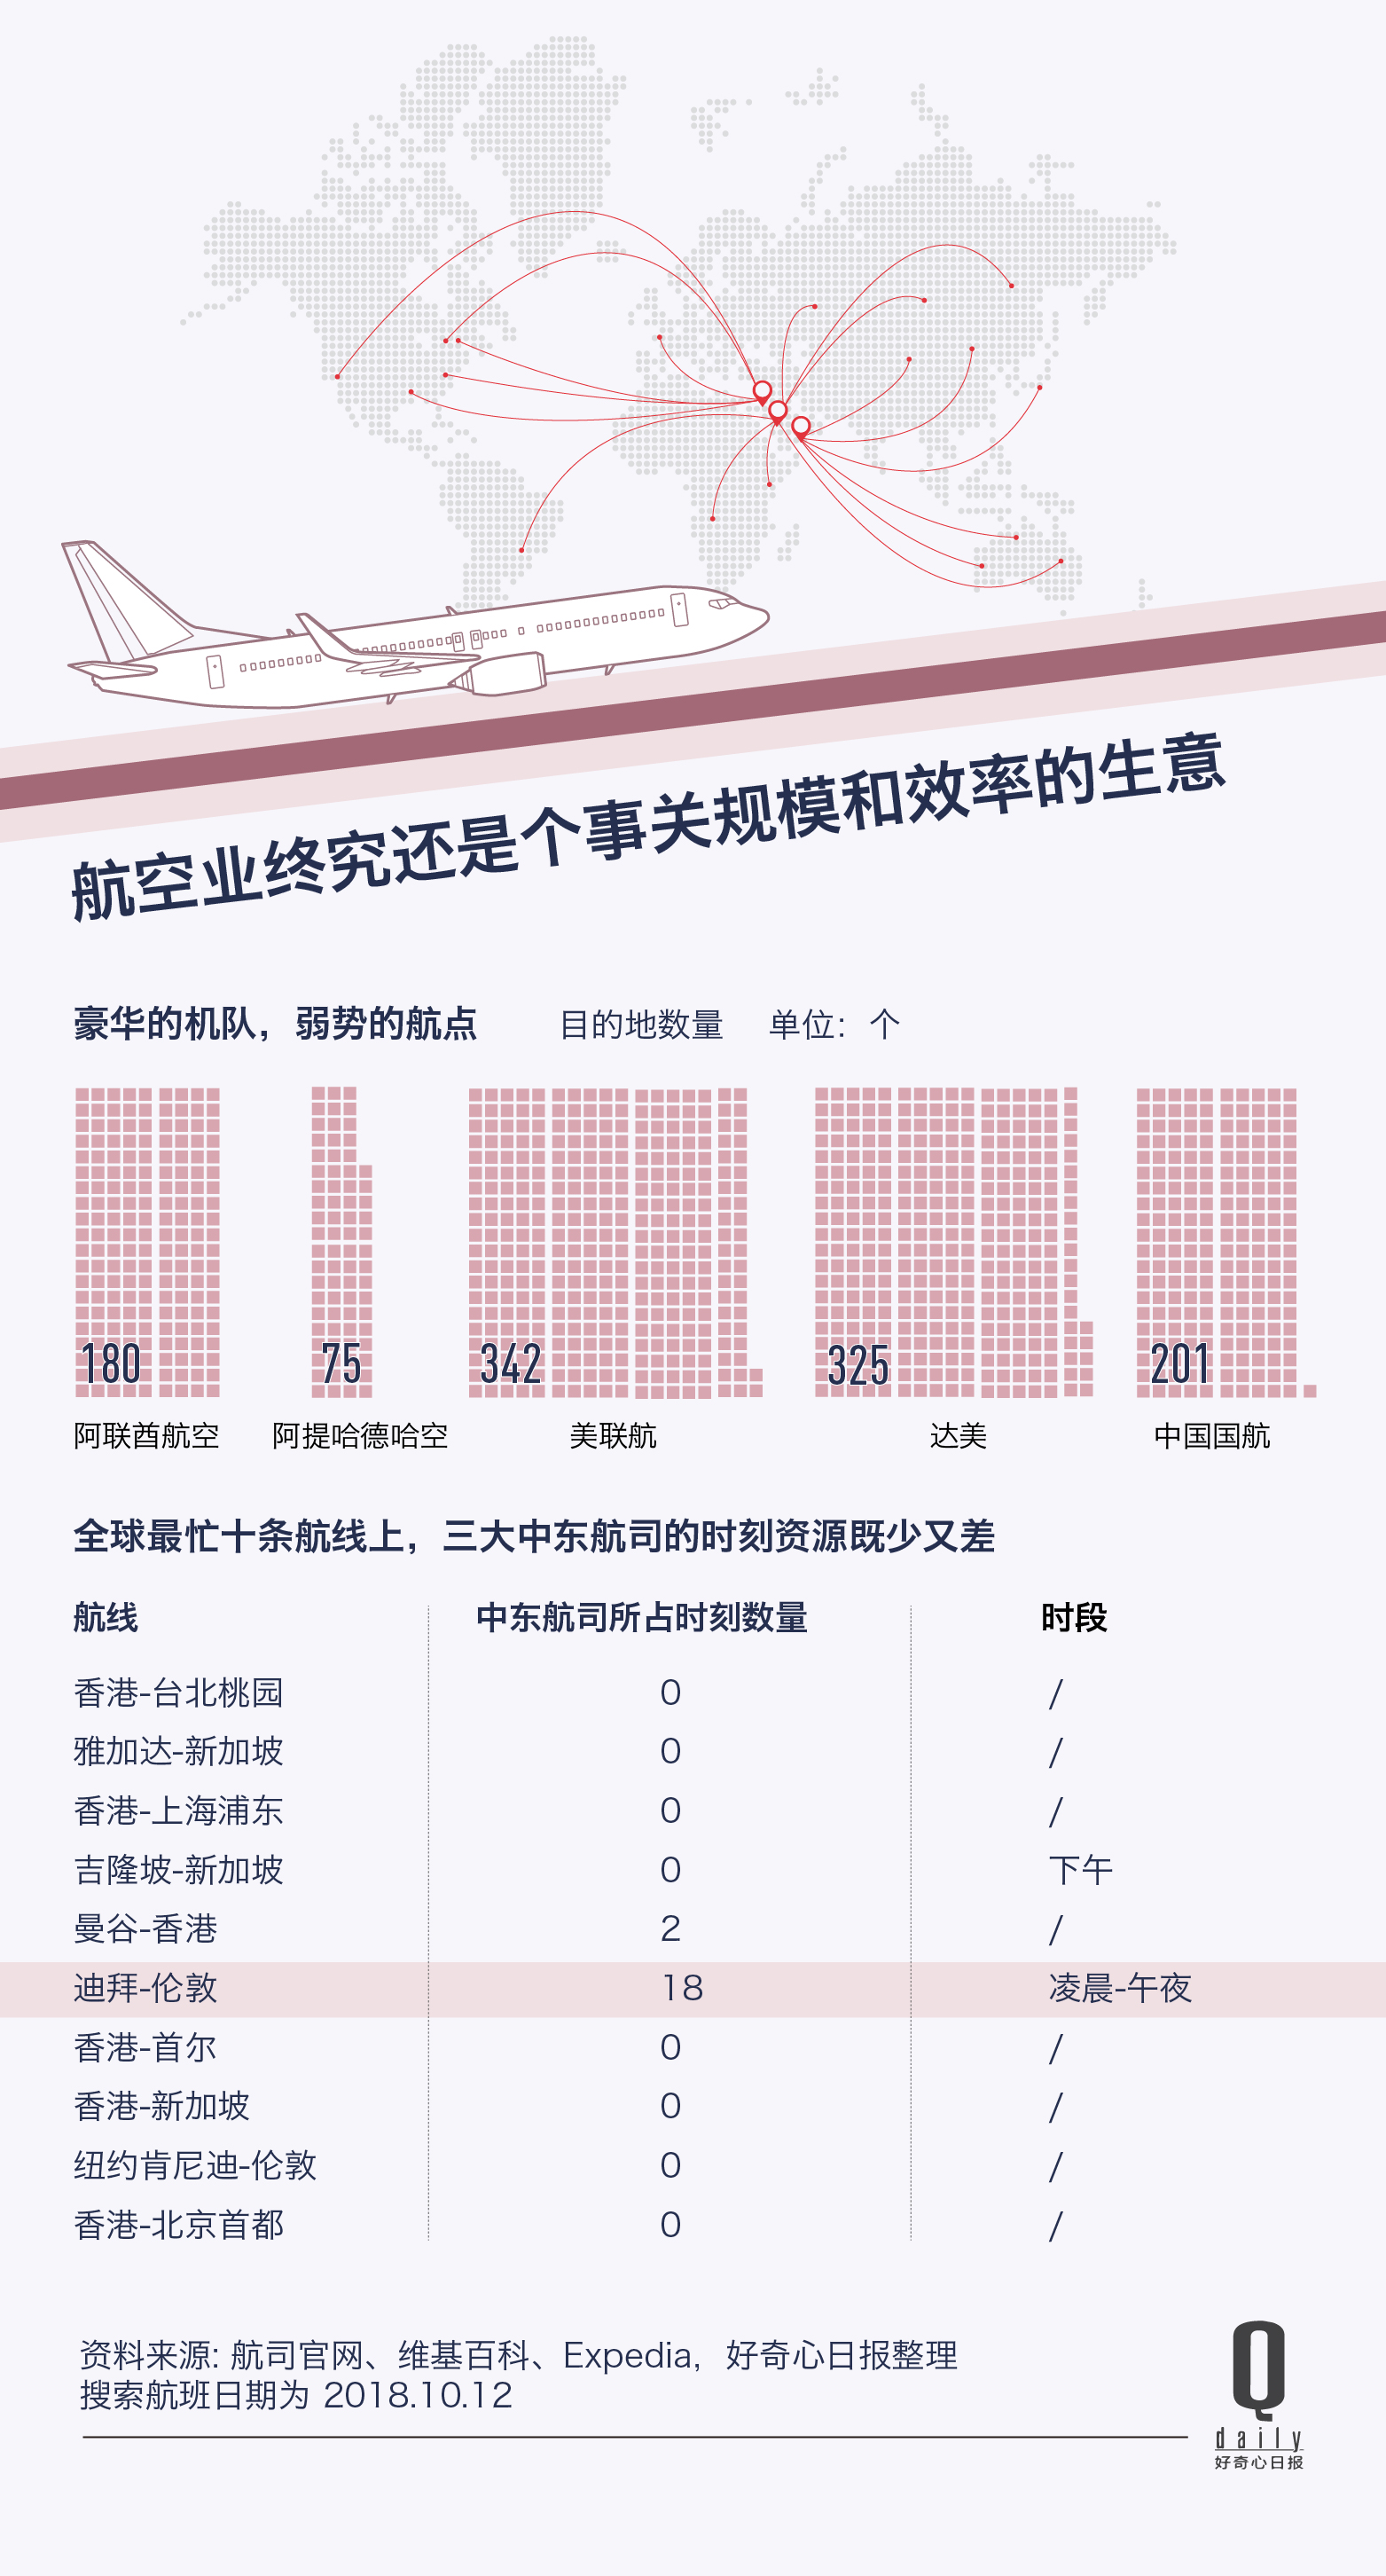 航空业终究还是个事关规模和效率的生意
豪华的机队，弱势的航点 目的地数量 单位：个
180 75 342 325 201
阿联酋航空 阿提哈德哈空 美联航 达美 中国国航
全球最忙十条航线上，三大中东航司的时刻资源既少又差
航线 中东航司所占时刻数量 时段
香港-台北桃园 0 /
雅加达-新加坡 0 /
香港-上海浦东 0 /
吉隆坡-新加坡 0 下午
曼谷-香港 2 /
迪拜-伦敦 18 凌晨-午夜
香港-首尔 0 /
香港-新加坡 0 /
纽约肯尼迪-伦敦 0 /
香港-北京首都 0 /
资料来源: 航司官网、维基百科、Expedia，好奇心日报整理
搜索航班日期为 2018.10.12
Q
daily
好奇心日报